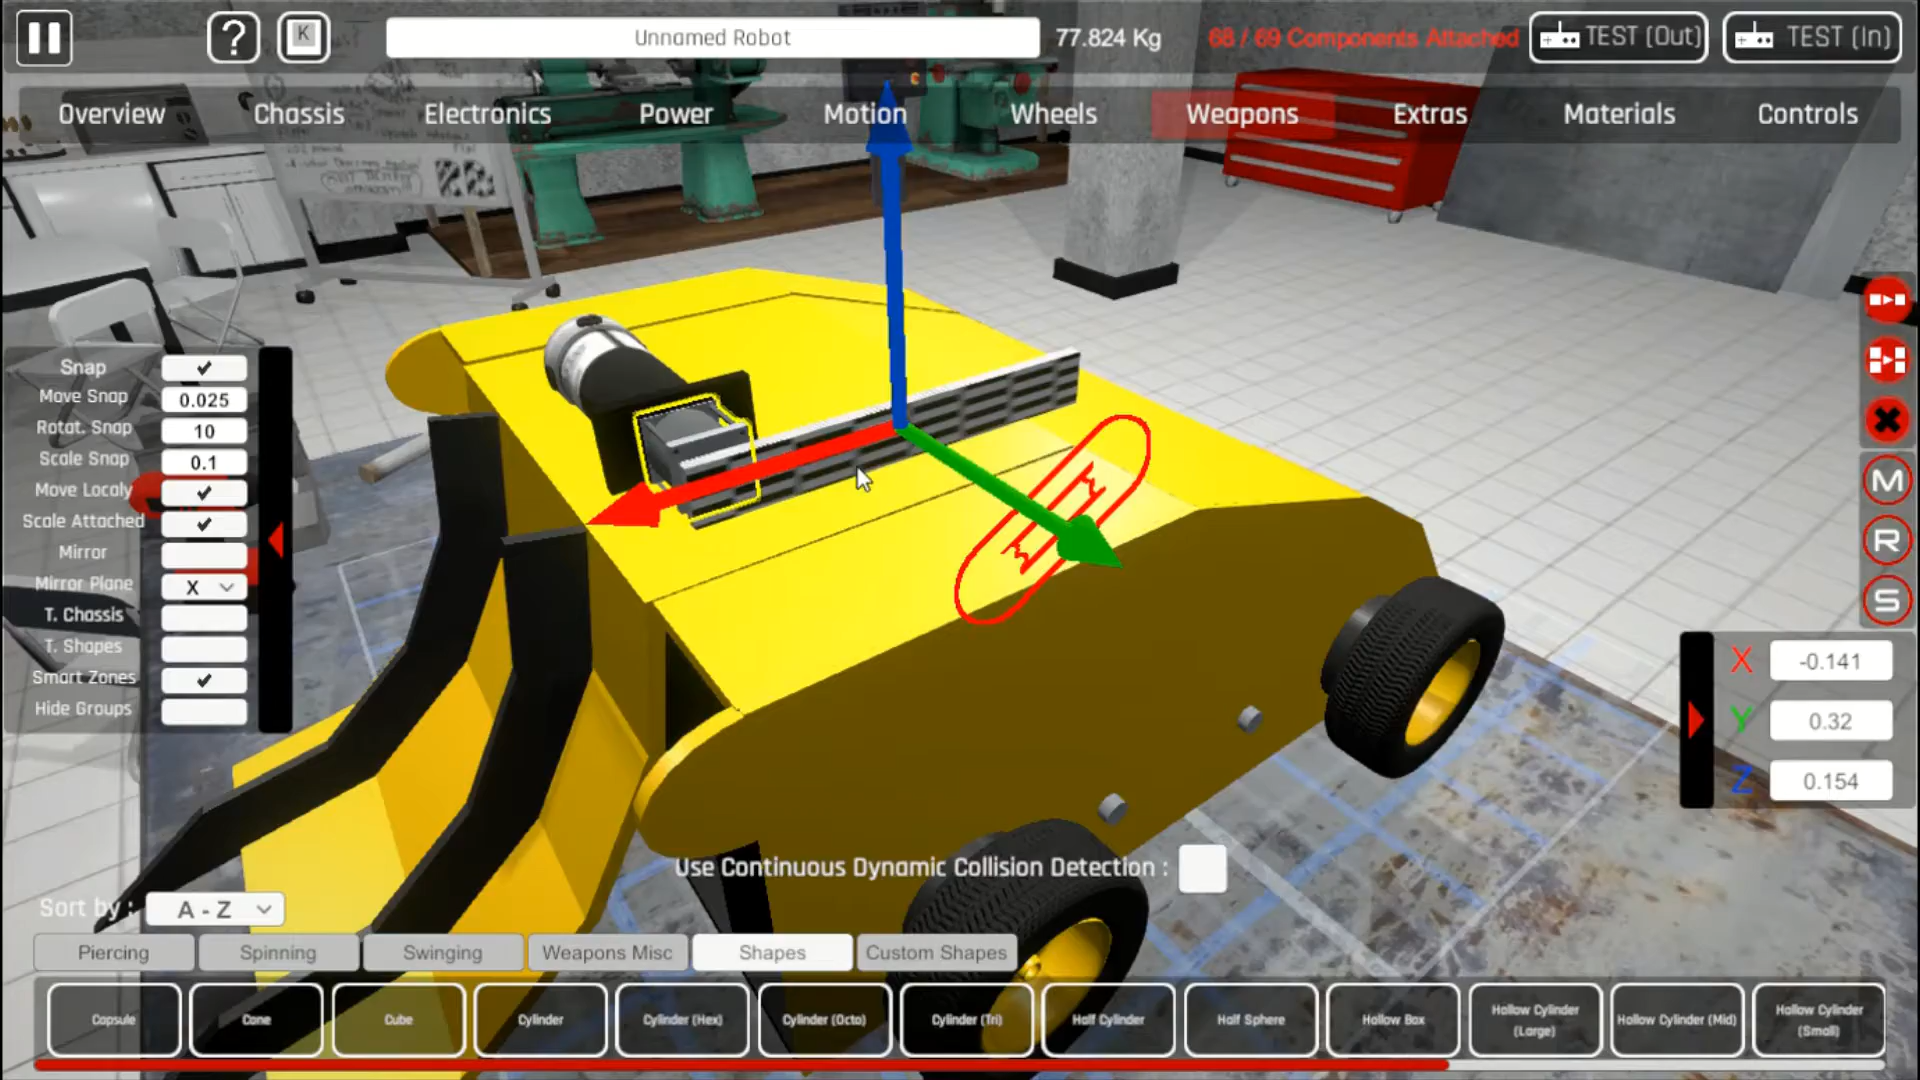 K
Unnamed Robot
77.824 Kg
68 / 69 Components Attached
TEST (Out)
TEST (In)
Overview
Chassis
Electronics
Power
Motion
Wheels
Weapons
Extras
Materials
Controls
Snap
Move Snap
0.025
Rotat. Snap
10
Scale Snap
0.1
Move Localy
Scale Attached
Mirror
Mirror Plane
X
T. Chassis
T. Shapes
Smart Zones
Hide Groups
M
R
S
X
-0.141
Y
0.32
Z
0.154
Use Continuous Dynamic Collision Detection :
Sort by :
A - Z
Piercing
Spinning
Swinging
Weapons Misc
Shapes
Custom Shapes
Capsule
Cone
Cube
Cylinder
Cylinder (Hex)
Cylinder (Octo)
Cylinder (Tri)
Half Cylinder
Half Sphere
Hollow Box
Hollow Cylinder
(Large)
Hollow Cylinder (Mid)
Hollow Cylinder
(Small)